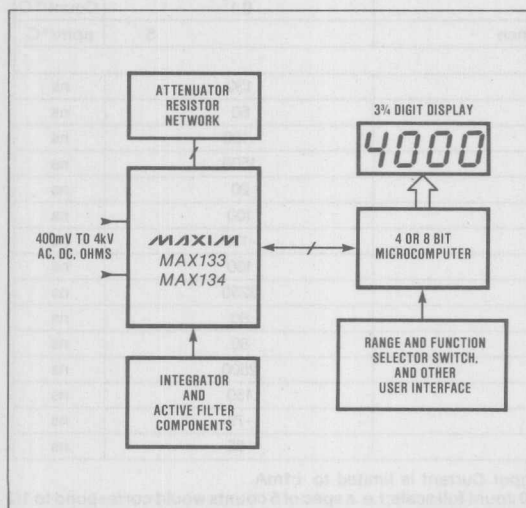 ATTENUATOR
RESISTOR
NETWORK
3¾ DIGIT DISPLAY
4000
400mV TO 4kV
AC, DC, OHMS
MAXIM
MAX133
MAX134
4 OR 8 BIT
MICROCOMPUTER
INTEGRATOR
AND
ACTIVE FILTER
COMPONENTS
RANGE AND FUNCTION
SELECTOR SWITCH,
AND OTHER
USER INTERFACE